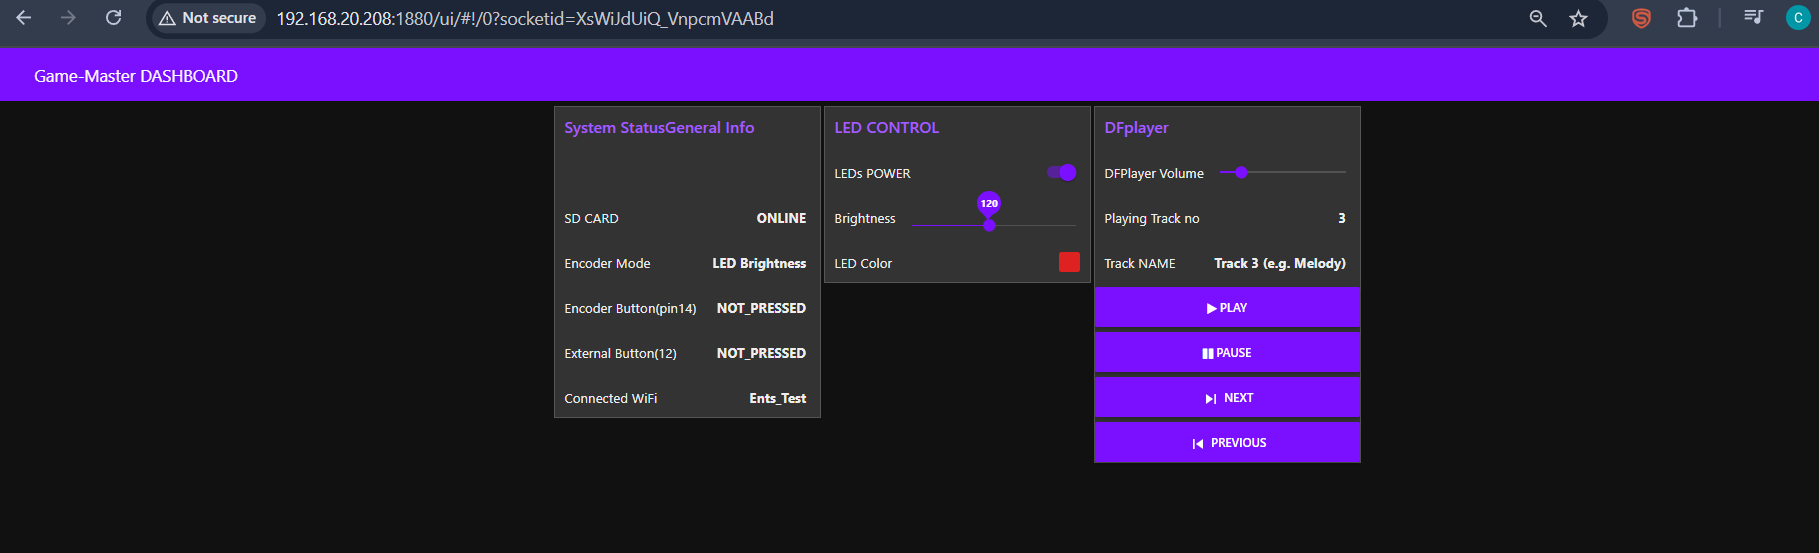 Not secure
192.168.20.208:1880/ui/#!/0?socketid=XsWiJdUiQ_VnpcmVAABd
C
Game-Master DASHBOARD
System StatusGeneral Info
SD CARD ONLINE
Encoder Mode LED Brightness
Encoder Button(pin14) NOT_PRESSED
External Button(12) NOT_PRESSED
Connected WiFi Ents_Test
LED CONTROL
LEDs POWER
120
Brightness
LED Color
DFplayer
DFPlayer Volume
Playing Track no 3
Track NAME Track 3 (e.g. Melody)
PLAY
PAUSE
NEXT
PREVIOUS